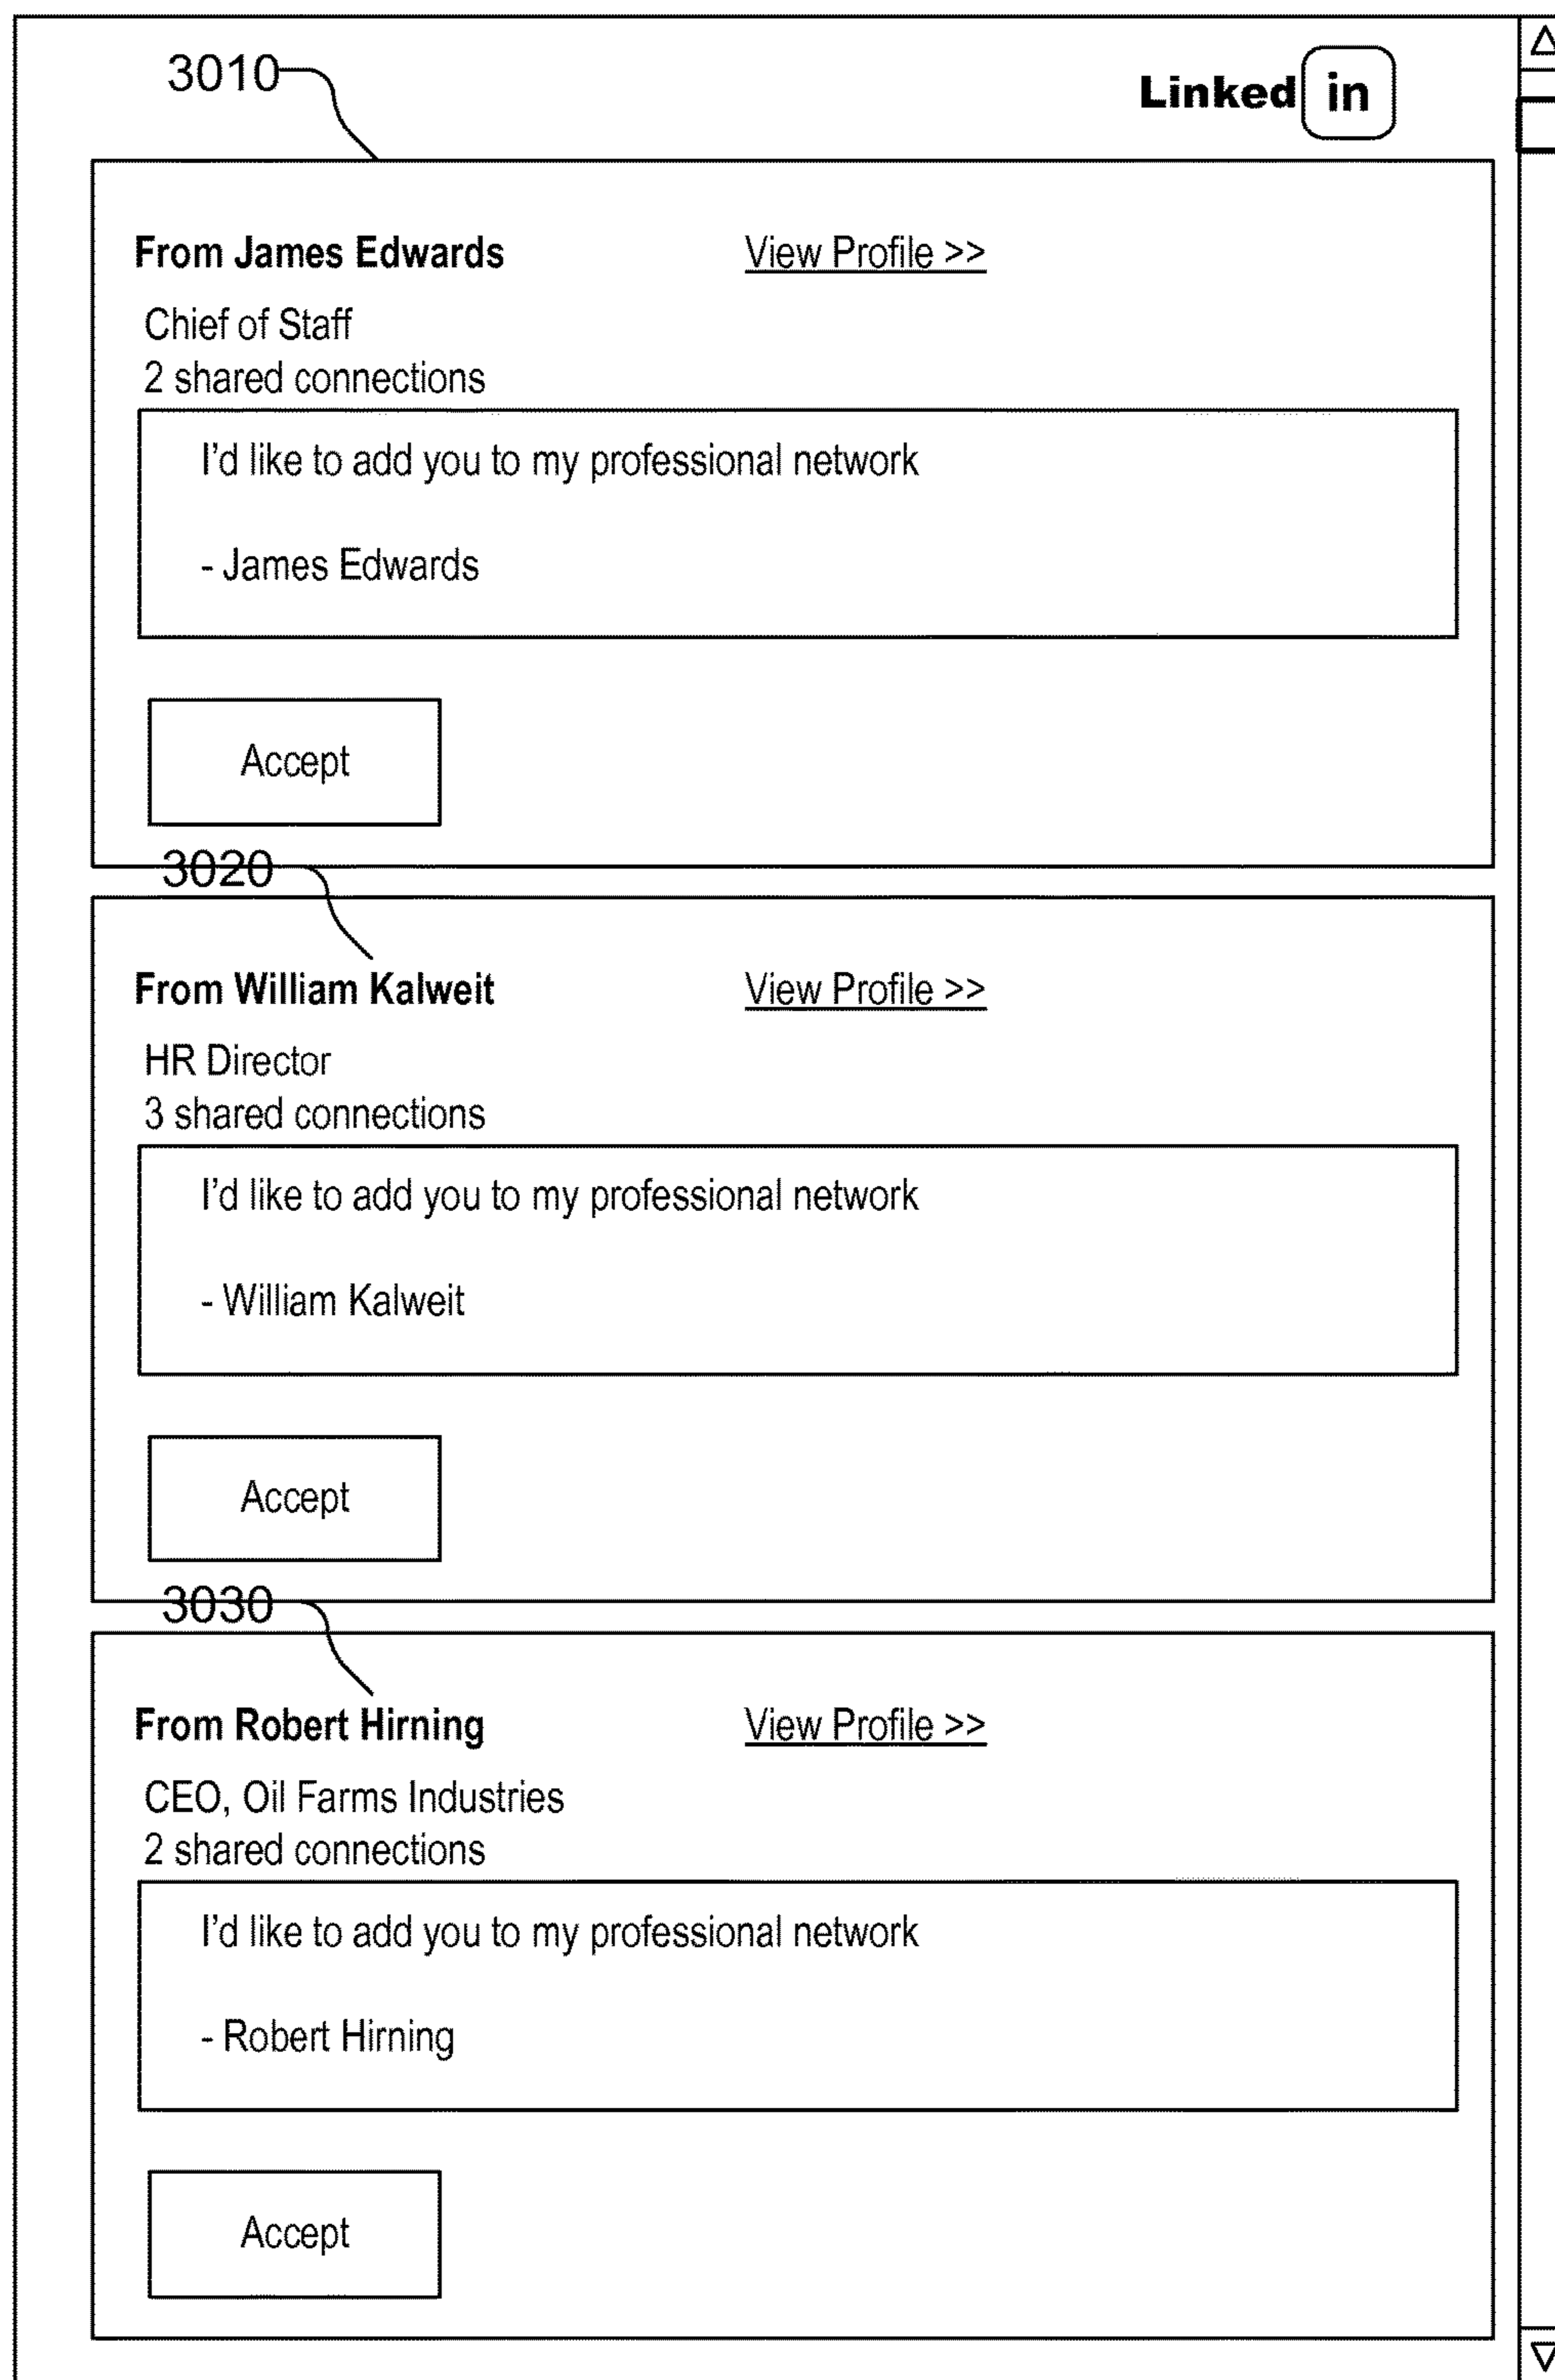 3010
Linked in
From James Edwards View Profile >>
Chief of Staff
2 shared connections
I'd like to add you to my professional network
- James Edwards
Accept
3020
From William Kalweit View Profile >>
HR Director
3 shared connections
I'd like to add you to my professional network
- William Kalweit
Accept
3030
From Robert Hirning View Profile >>
CEO, Oil Farms Industries
2 shared connections
I'd like to add you to my professional network
- Robert Hirning
Accept